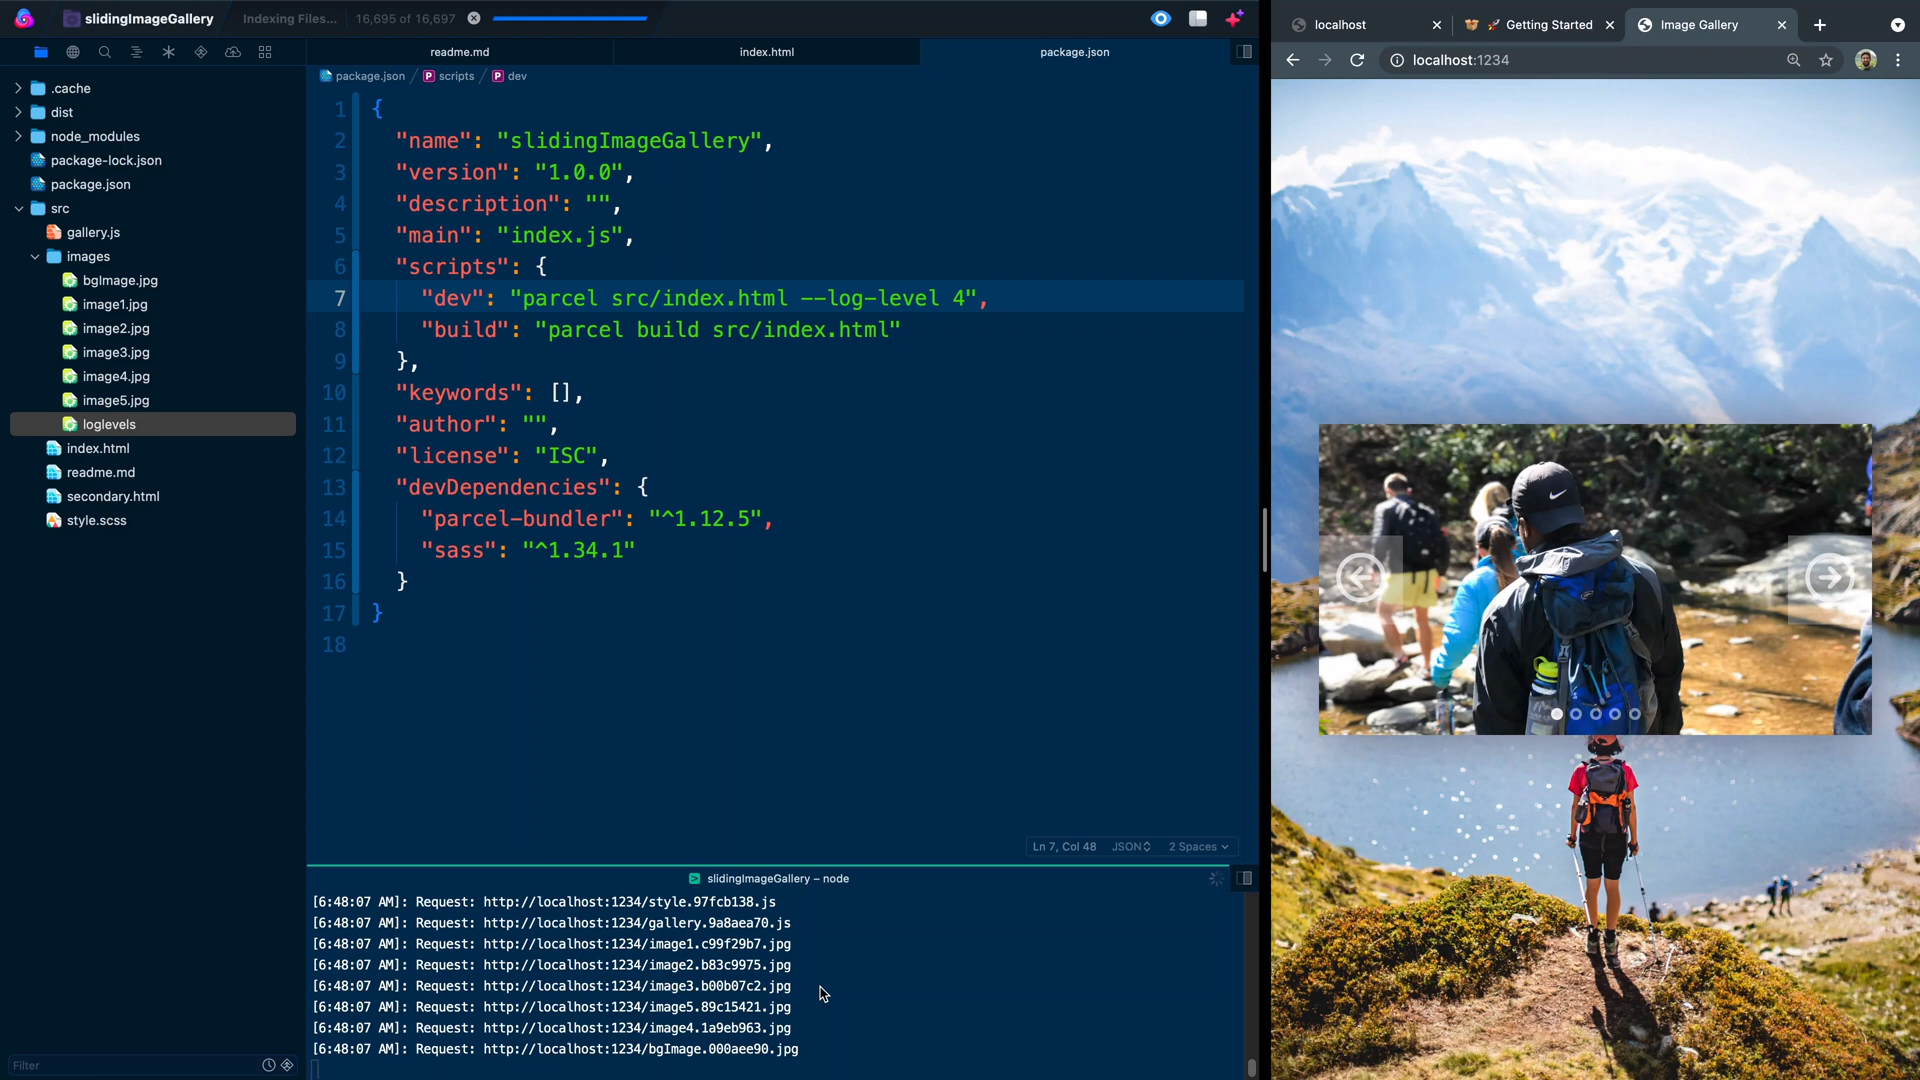 slidingImageGallery
Indexing Files...
16,695 of 16,697
readme.md
index.html
package.json
package.json
scripts
dev
.cache
dist
node_modules
package-lock.json
package.json
src
gallery.js
images
bgImage.jpg
image1.jpg
image2.jpg
image3.jpg
image4.jpg
image5.jpg
loglevels
index.html
readme.md
secondary.html
style.scss
Filter
1 {
2 "name": "slidingImageGallery",
3 "version": "1.0.0",
4 "description": "",
5 "main": "index.js",
6 "scripts": {
7 "dev": "parcel src/index.html --log-level 4",
8 "build": "parcel build src/index.html"
9 },
10 "keywords": [],
11 "author": "",
12 "license": "ISC",
13 "devDependencies": {
14 "parcel-bundler": "^1.12.5",
15 "sass": "^1.34.1"
16 }
17 }
18
Ln 7, Col 48
JSON
2 Spaces
slidingImageGallery – node
[6:48:07 AM]: Request: http://localhost:1234/style.97fcb138.js
[6:48:07 AM]: Request: http://localhost:1234/gallery.9a8aea70.js
[6:48:07 AM]: Request: http://localhost:1234/image1.c99f29b7.jpg
[6:48:07 AM]: Request: http://localhost:1234/image2.b83c9975.jpg
[6:48:07 AM]: Request: http://localhost:1234/image3.b00b07c2.jpg
[6:48:07 AM]: Request: http://localhost:1234/image5.89c15421.jpg
[6:48:07 AM]: Request: http://localhost:1234/image4.1a9eb963.jpg
[6:48:07 AM]: Request: http://localhost:1234/bgImage.000aee90.jpg
localhost
🚀 Getting Started
Image Gallery
localhost:1234